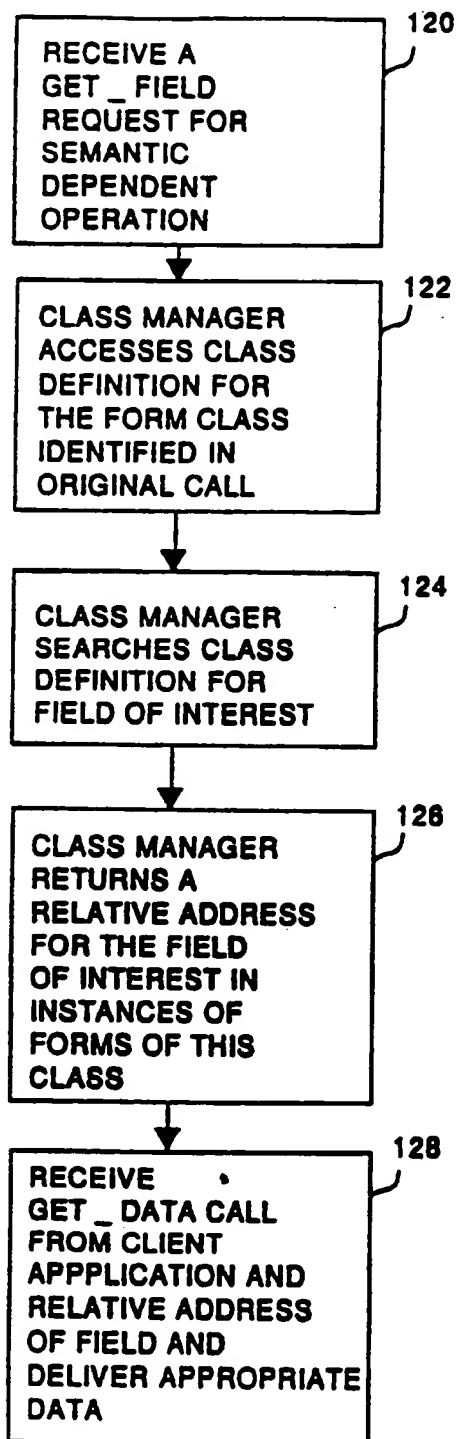 120
RECEIVE A
GET _ FIELD
REQUEST FOR
SEMANTIC
DEPENDENT
OPERATION
122
CLASS MANAGER
ACCESSES CLASS
DEFINITION FOR
THE FORM CLASS
IDENTIFIED IN
ORIGINAL CALL
124
CLASS MANAGER
SEARCHES CLASS
DEFINITION FOR
FIELD OF INTEREST
126
CLASS MANAGER
RETURNS A
RELATIVE ADDRESS
FOR THE FIELD
OF INTEREST IN
INSTANCES OF
FORMS OF THIS
CLASS
128
RECEIVE
GET _ DATA CALL
FROM CLIENT
APPPLICATION AND
RELATIVE ADDRESS
OF FIELD AND
DELIVER APPROPRIATE
DATA